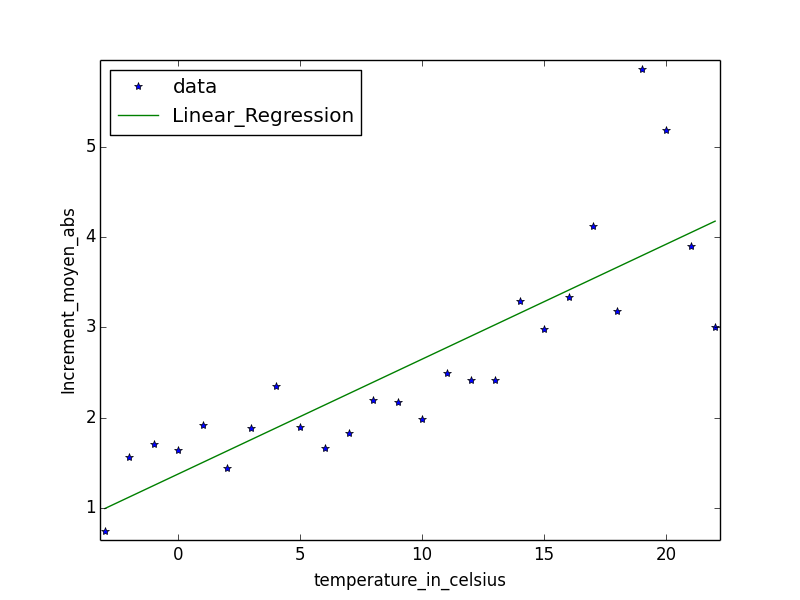 data
Linear_Regression
5
4
3
2
1
Increment_moyen_abs
0 5 10 15 20
temperature_in_celsius